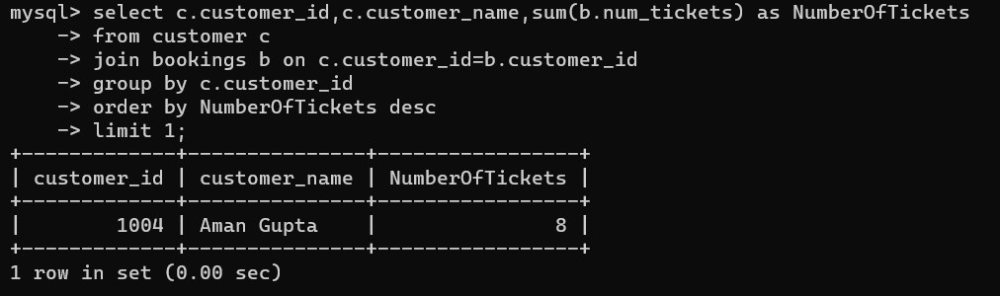 mysql> select c.customer_id,c.customer_name,sum(b.num_tickets) as NumberOfTickets
    -> from customer c
    -> join bookings b on c.customer_id=b.customer_id
    -> group by c.customer_id
    -> order by NumberOfTickets desc
    -> limit 1;
+-------------+---------------+-----------------+
| customer_id | customer_name | NumberOfTickets |
+-------------+---------------+-----------------+
|        1004 | Aman Gupta    |               8 |
+-------------+---------------+-----------------+
1 row in set (0.00 sec)